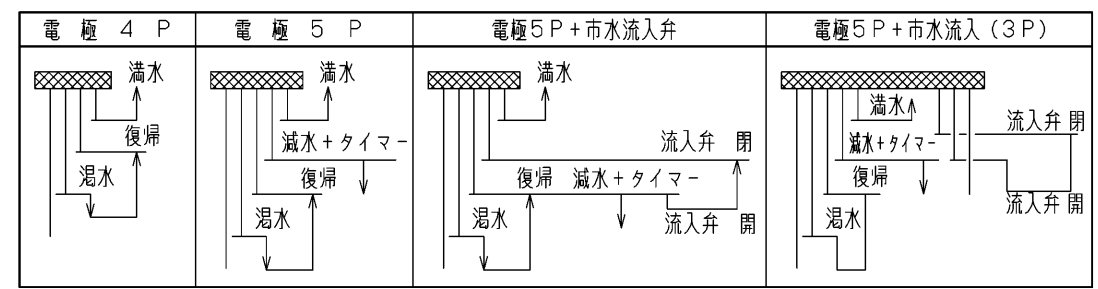 電極4P
満水
復帰
渇水
電極5P
満水
減水+タイマー
復帰
渇水
電極5P+市水流入弁
満水
流入弁 閉
復帰 減水+タイマー
渇水
流入弁 開
電極5P+市水流入(3P)
満水
流入弁閉
減水+タイマー
復帰
流入弁開
渇水